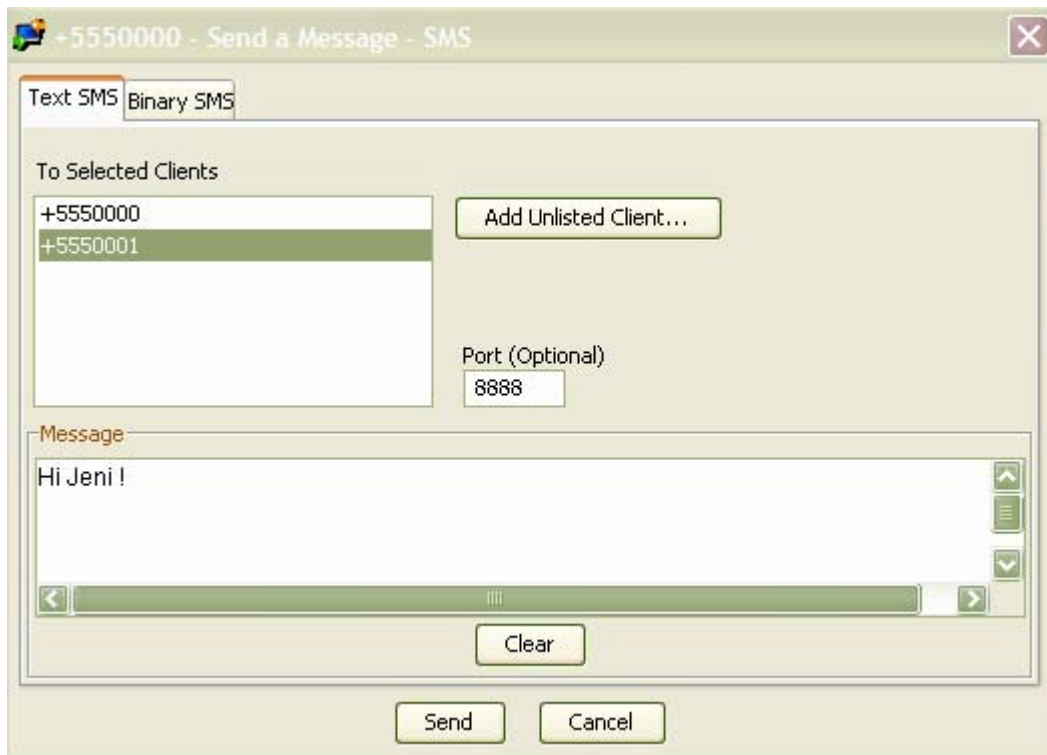 +5550000 - Send a Message - SMS
Text SMS Binary SMS
To Selected Clients
+5550000
+5550001
Add Unlisted Client...
Port (Optional)
8888
Message
Hi Jeni !
Clear
Send Cancel